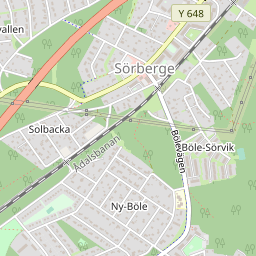 vallen
Y 648
Sörberge
Solbacka
Ådalsbanan
Bölevägen
Böle-Sörvik
Ny-Böle